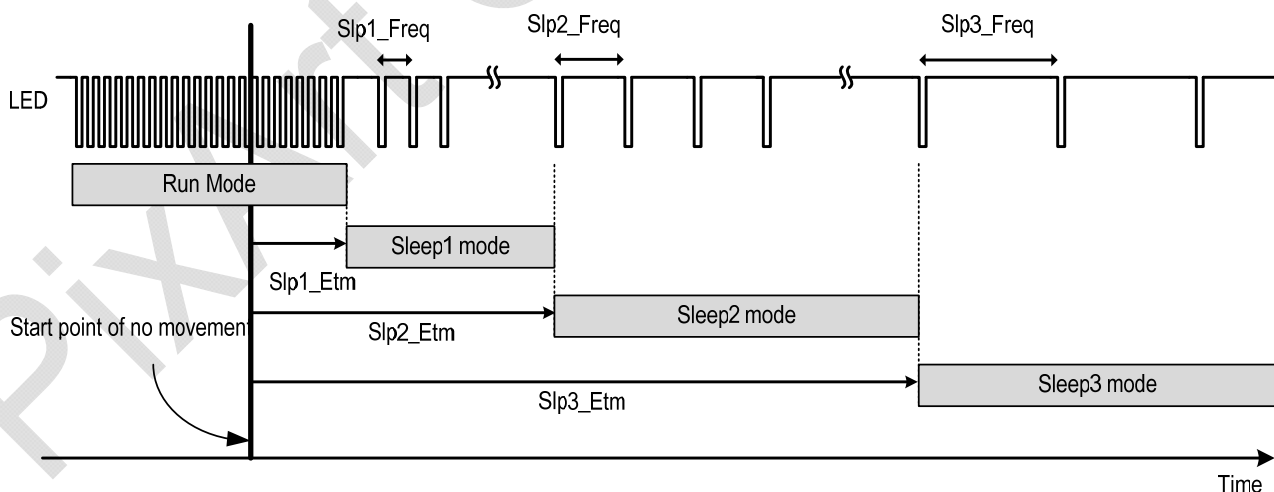 Slp1_Freq
Slp2_Freq
Slp3_Freq
LED
Run Mode
Sleep1 mode
Slp1_Etm
Sleep2 mode
Start point of no movement
Slp2_Etm
Sleep3 mode
Slp3_Etm
Time
PixArt